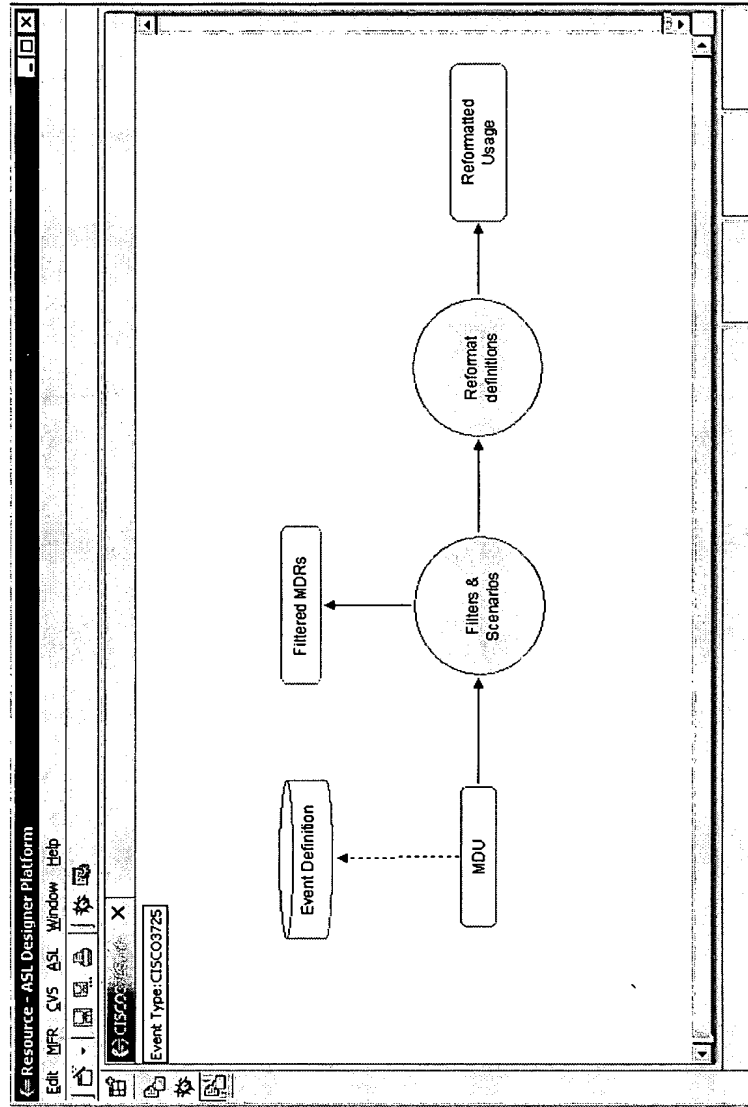 Resource - ASL Designer Platform
Edit MFR CVS ASL Window Help
Event Type:CISCO3725
Event Definition
Filtered MDRs
MDU
Filters &
Scenarios
Reformat
definitions
Reformatted
Usage